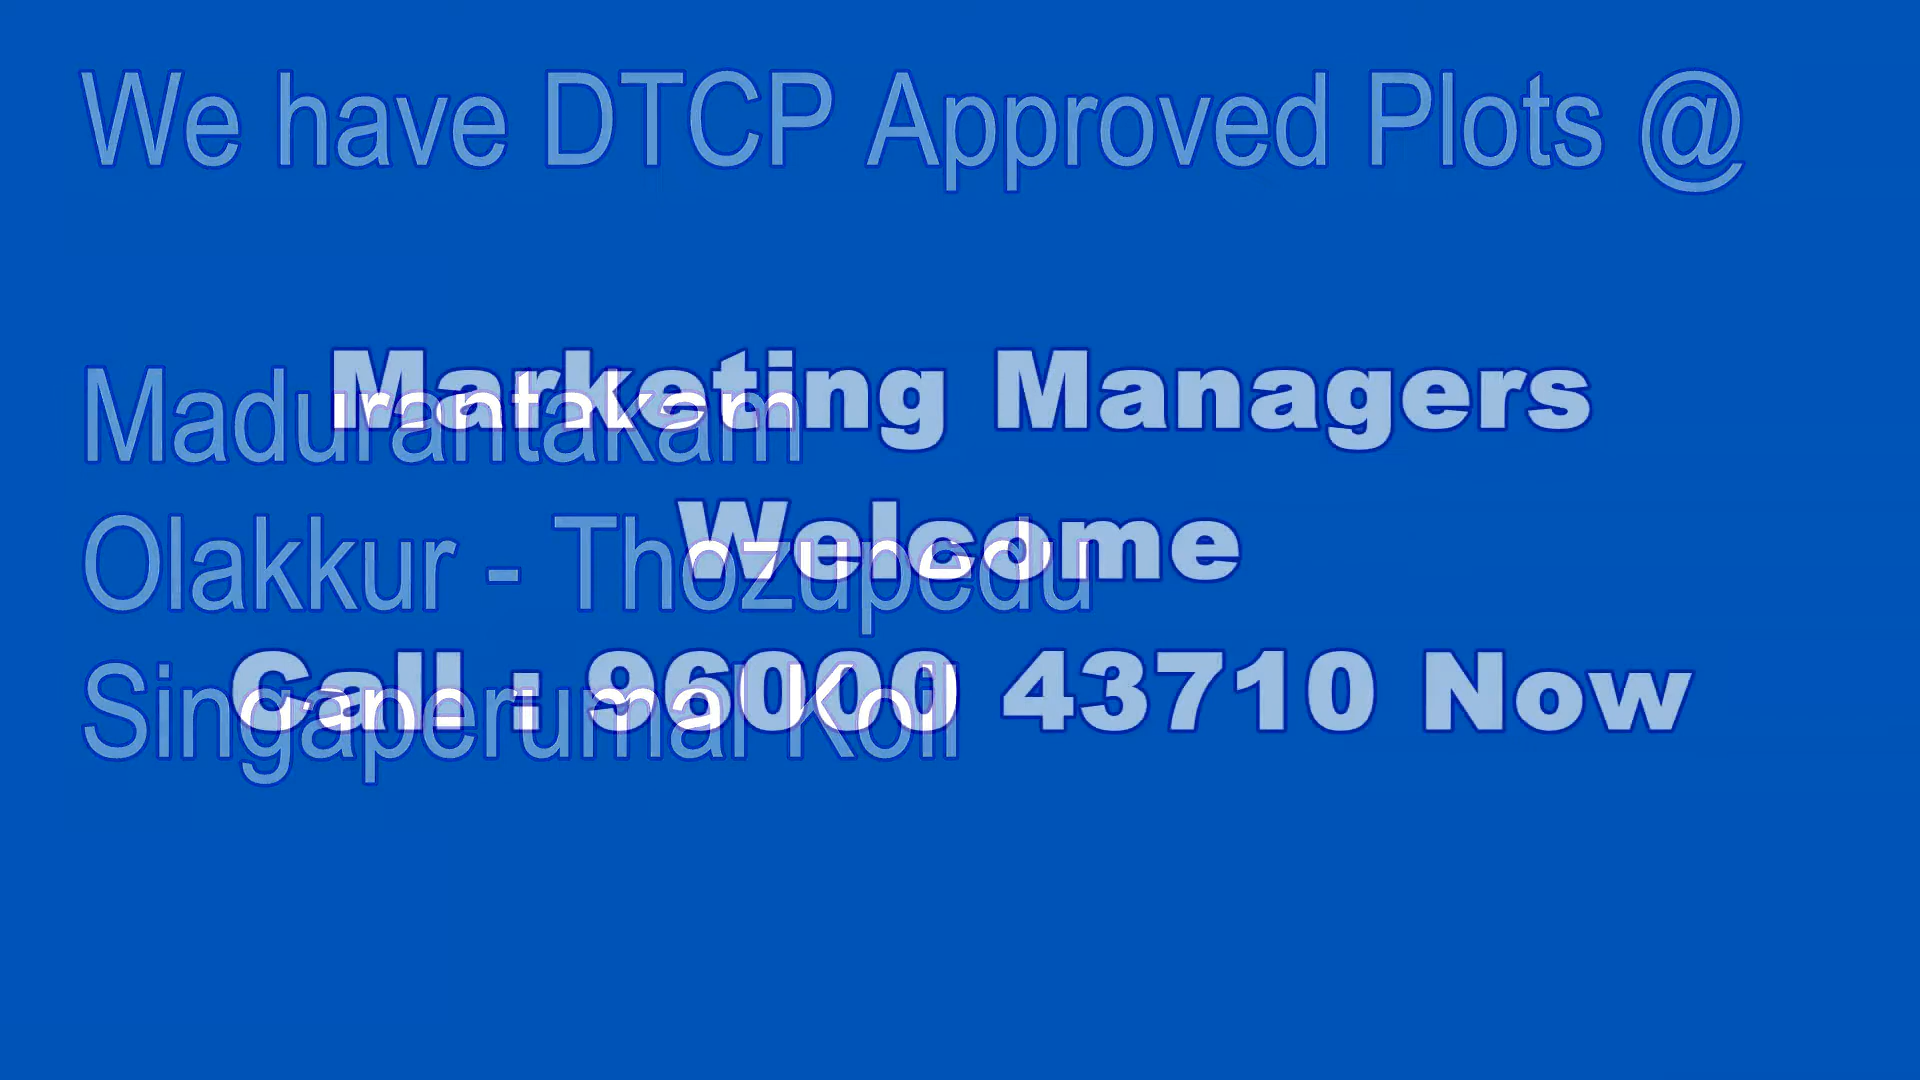 We have DTCP Approved Plots @
Madurantakam
Olakkur - Thozupedu
Singaperumal Koil
Marketing Managers
Welcome
Call : 96000 43710 Now